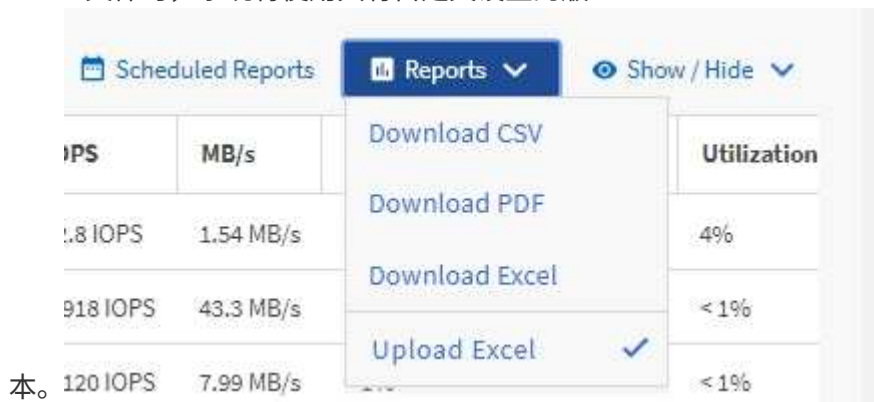 Scheduled Reports Reports Show / Hide
MB/s Utilization
Download CSV
1.54 MB/s 4%
Download PDF
918 IOPS 43.3 MB/s <1%
Download Excel
Upload Excel
本。 120 IOPS 7.99 MB/s <1%